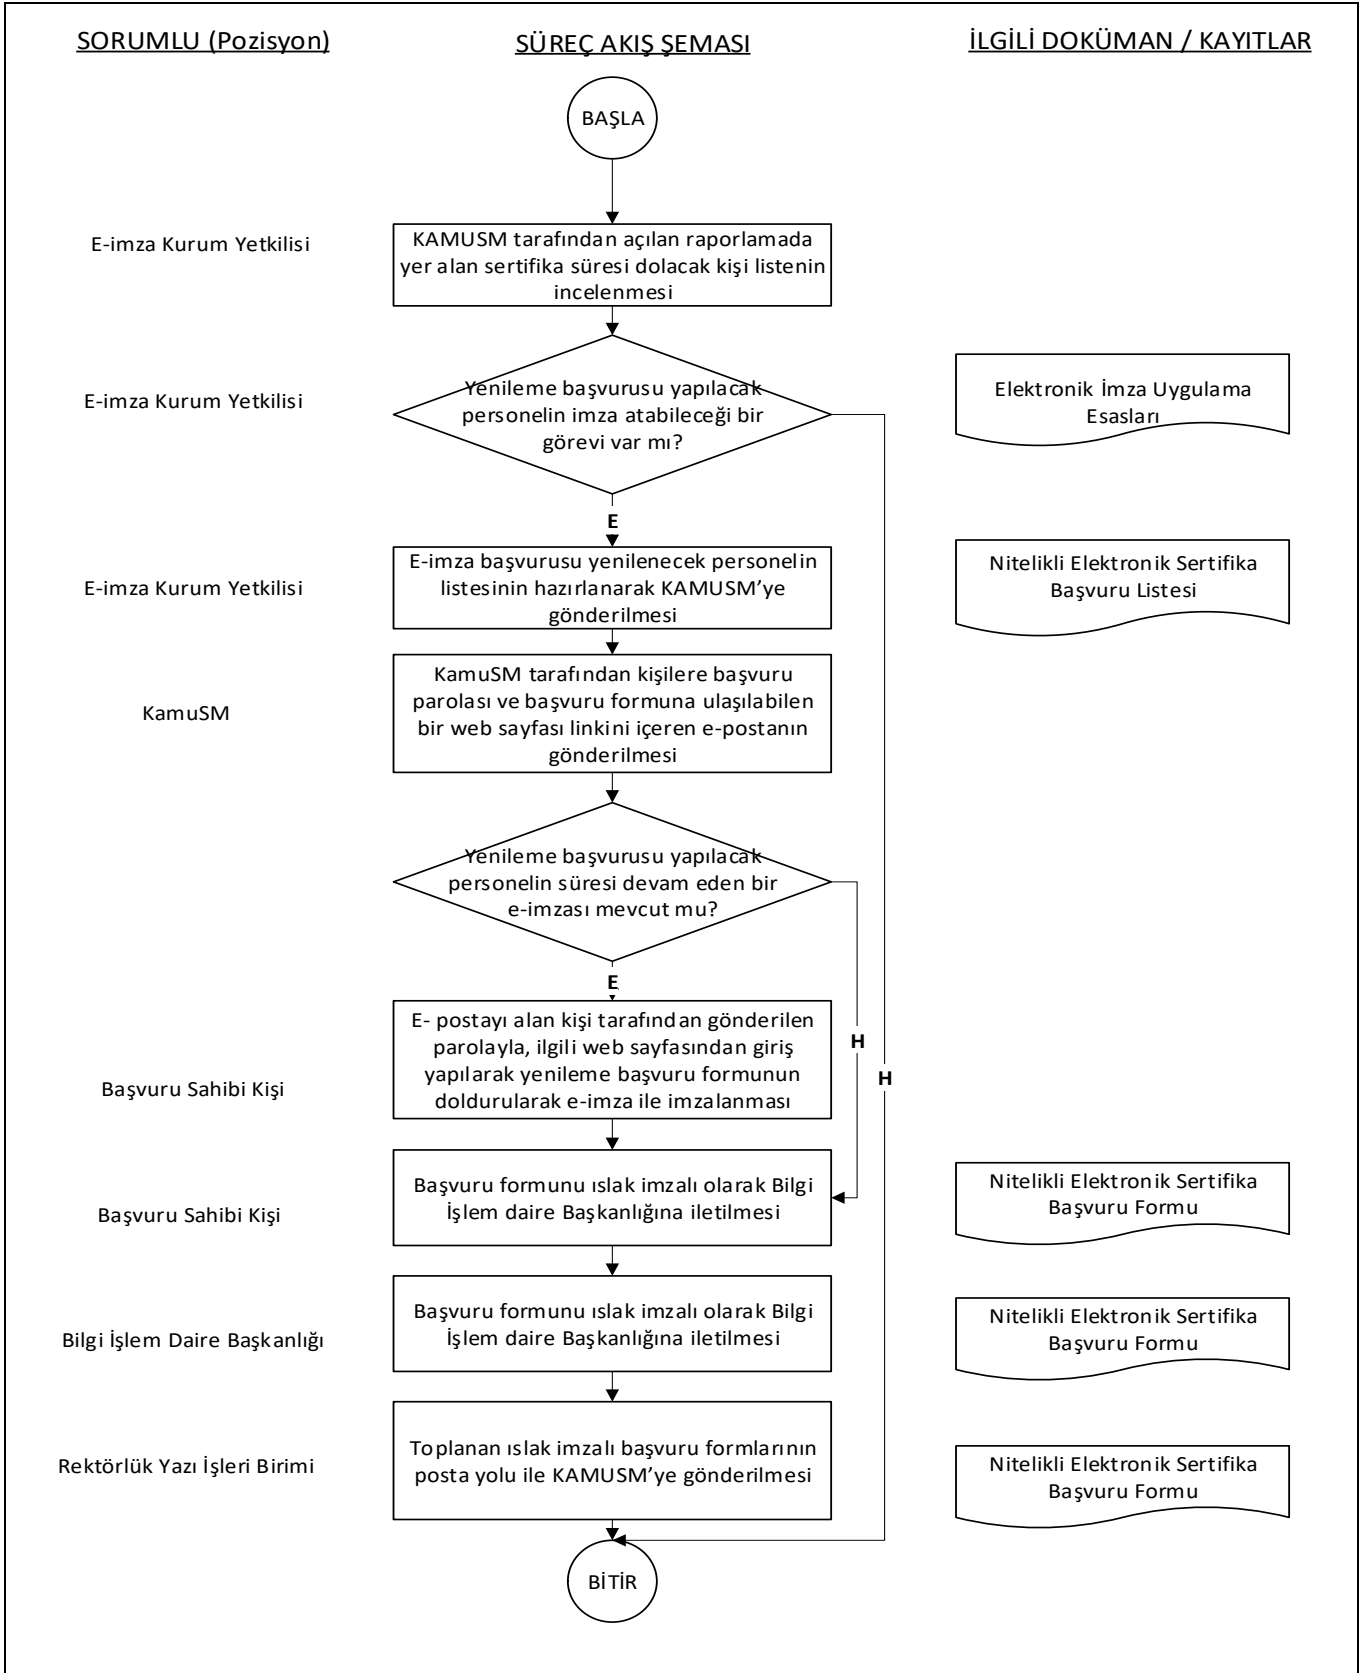 SORUMLU (Pozisyon)
SÜREÇ AKIŞ ŞEMASI
İLGİLİ DOKÜMAN / KAYITLAR
BAŞLA
E-imza Kurum Yetkilisi
KAMUSM tarafından açılan raporlamada
yer alan sertifika süresi dolacak kişi listenin
incelenmesi
E-imza Kurum Yetkilisi
Yenileme başvurusu yapılacak
personelin imza atabileceği bir
görevi var mı?
Elektronik İmza Uygulama
Esasları
E
E-imza Kurum Yetkilisi
E-imza başvurusu yenilenecek personelin
listesinin hazırlanarak KAMUSM’ye
gönderilmesi
Nitelikli Elektronik Sertifika
Başvuru Listesi
KamuSM
KamuSM tarafından kişilere başvuru
parolası ve başvuru formuna ulaşılabilen
bir web sayfası linkini içeren e-postanın
gönderilmesi
Yenileme başvurusu yapılacak
personelin süresi devam eden bir
e-imzası mevcut mu?
E
Başvuru Sahibi Kişi
E- postayı alan kişi tarafından gönderilen
parolayla, ilgili web sayfasından giriş
yapılarak yenileme başvuru formunun
doldurularak e-imza ile imzalanması
H
H
Başvuru Sahibi Kişi
Başvuru formunu ıslak imzalı olarak Bilgi
İşlem daire Başkanlığına iletilmesi
Nitelikli Elektronik Sertifika
Başvuru Formu
Bilgi İşlem Daire Başkanlığı
Başvuru formunu ıslak imzalı olarak Bilgi
İşlem daire Başkanlığına iletilmesi
Nitelikli Elektronik Sertifika
Başvuru Formu
Rektörlük Yazı İşleri Birimi
Toplanan ıslak imzalı başvuru formlarının
posta yolu ile KAMUSM’ye gönderilmesi
Nitelikli Elektronik Sertifika
Başvuru Formu
BİTİR